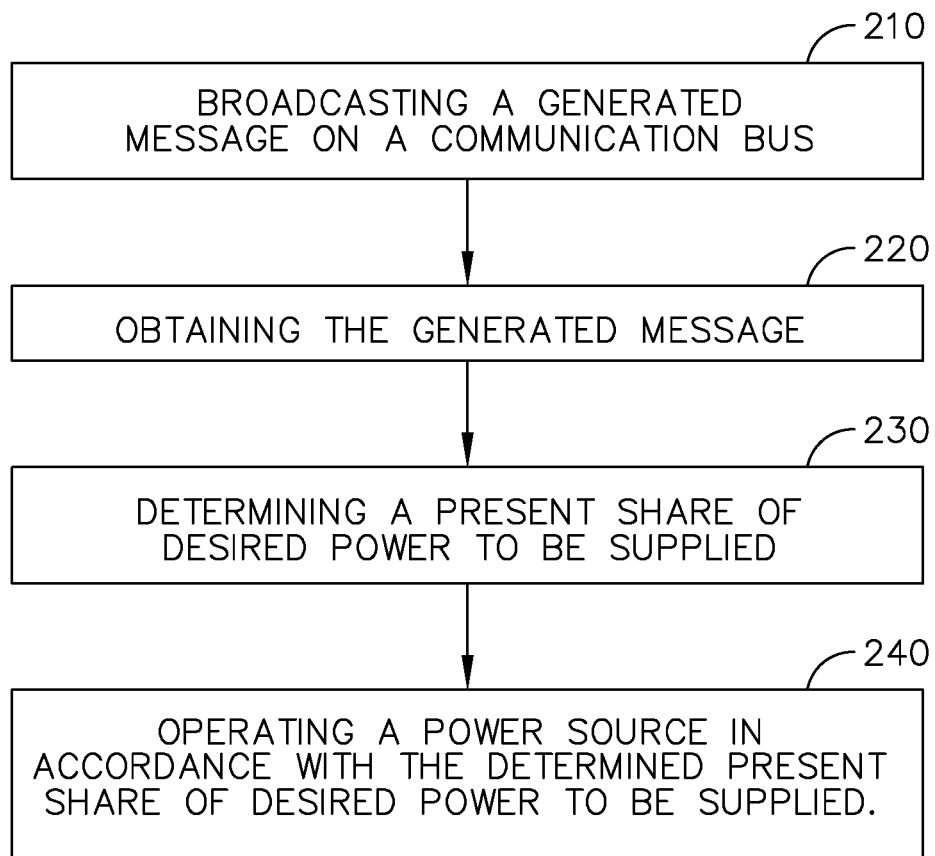 210
BROADCASTING A GENERATED
MESSAGE ON A COMMUNICATION BUS
220
OBTAINING THE GENERATED MESSAGE
230
DETERMINING A PRESENT SHARE OF
DESIRED POWER TO BE SUPPLIED
240
OPERATING A POWER SOURCE IN
ACCORDANCE WITH THE DETERMINED PRESENT
SHARE OF DESIRED POWER TO BE SUPPLIED.